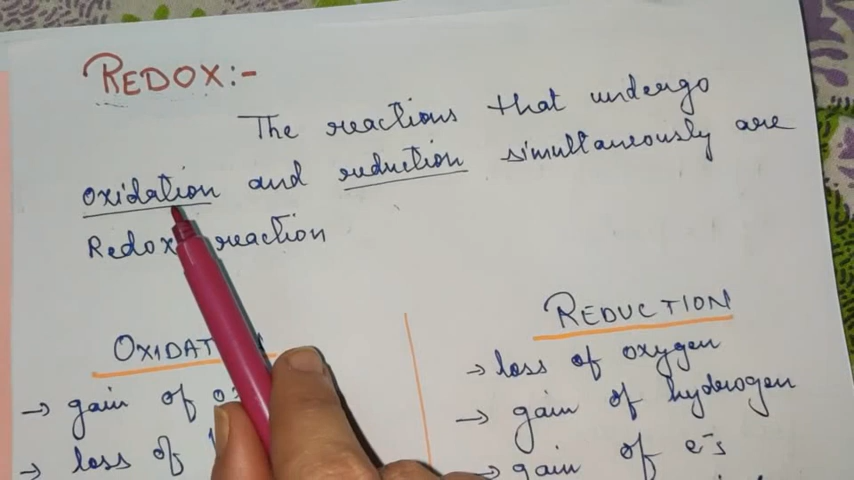 REDOX:-
The reactions that undergo
oxidation and reduction simultaneously are
Redox reaction
REDUCTION
→ loss of oxygen
→ gain of hydrogen
→ gain of e⁻s
→ gain of
→ loss of